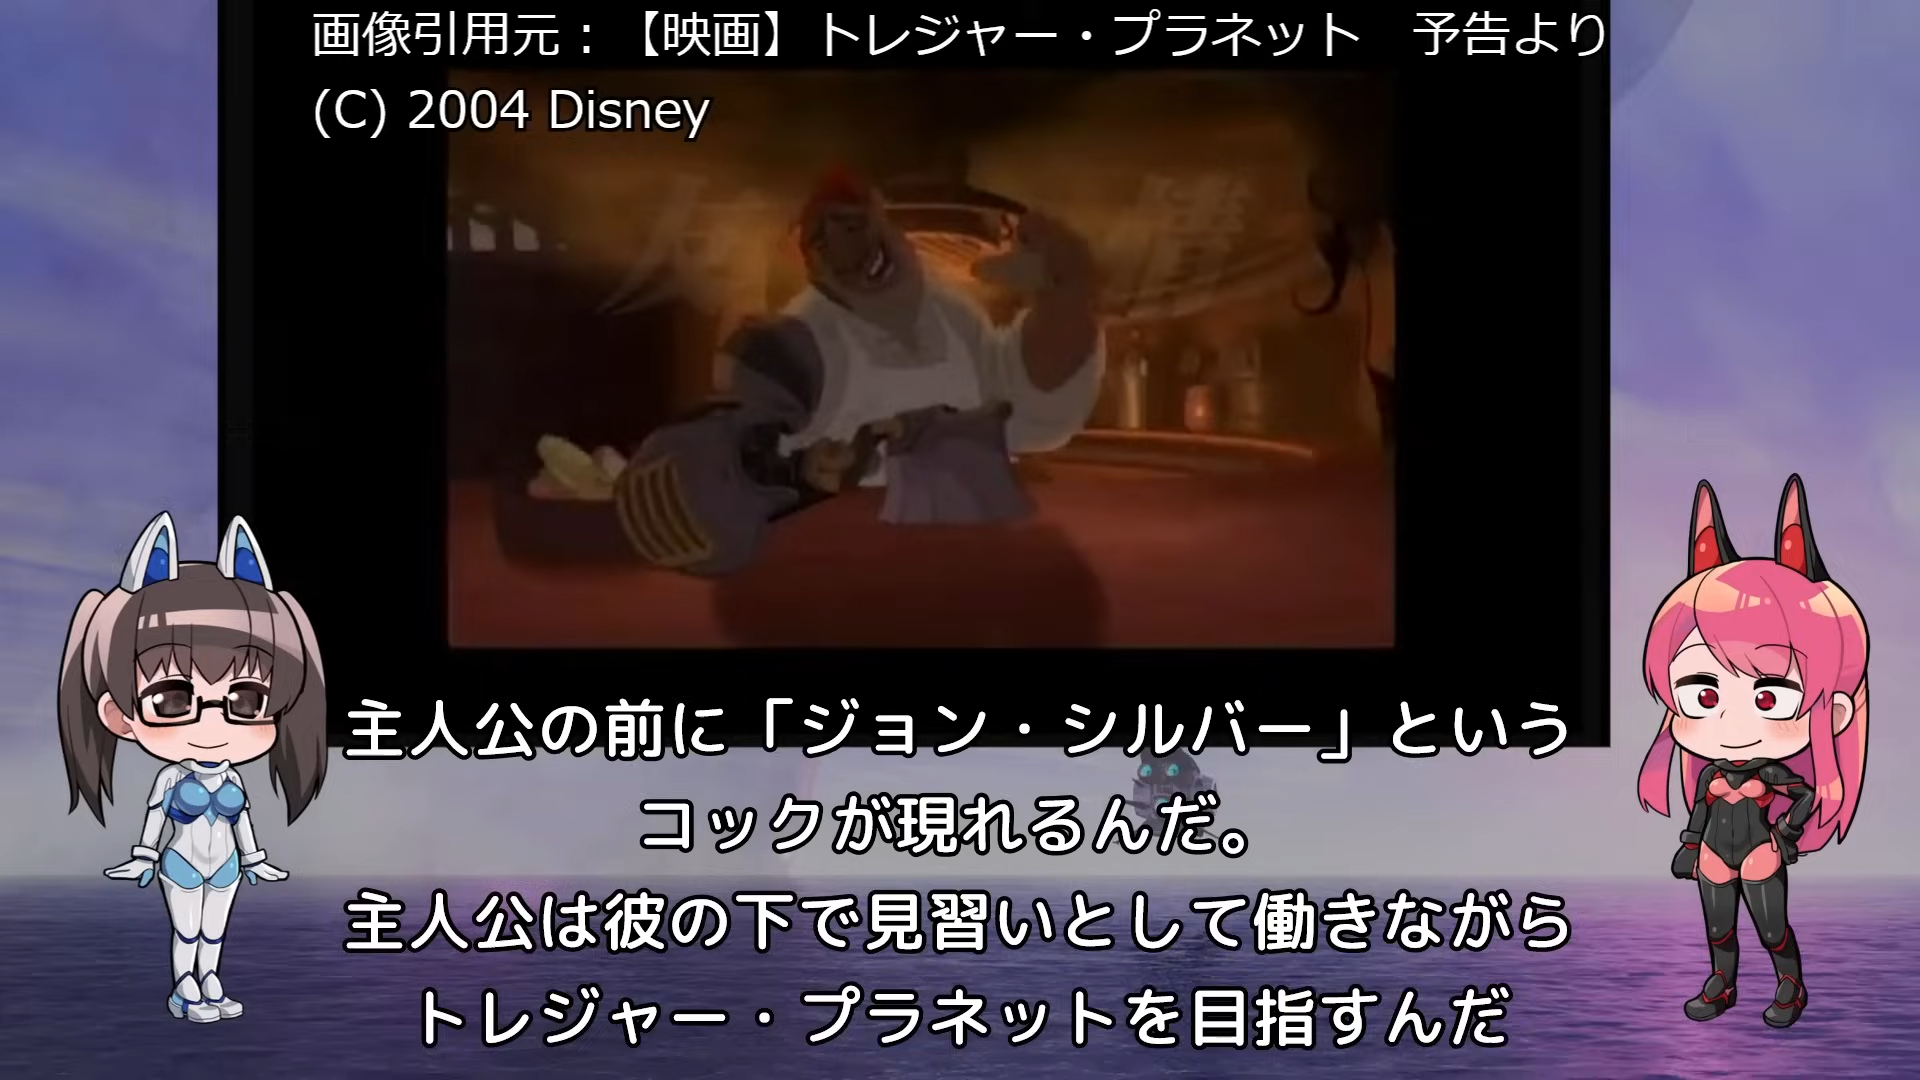 画像引用元：【映画】トレジャー・プラネット　予告より
(C) 2004 Disney
主人公の前に「ジョン・シルバー」という
コックが現れるんだ。
主人公は彼の下で見習いとして働きながら
トレジャー・プラネットを目指すんだ